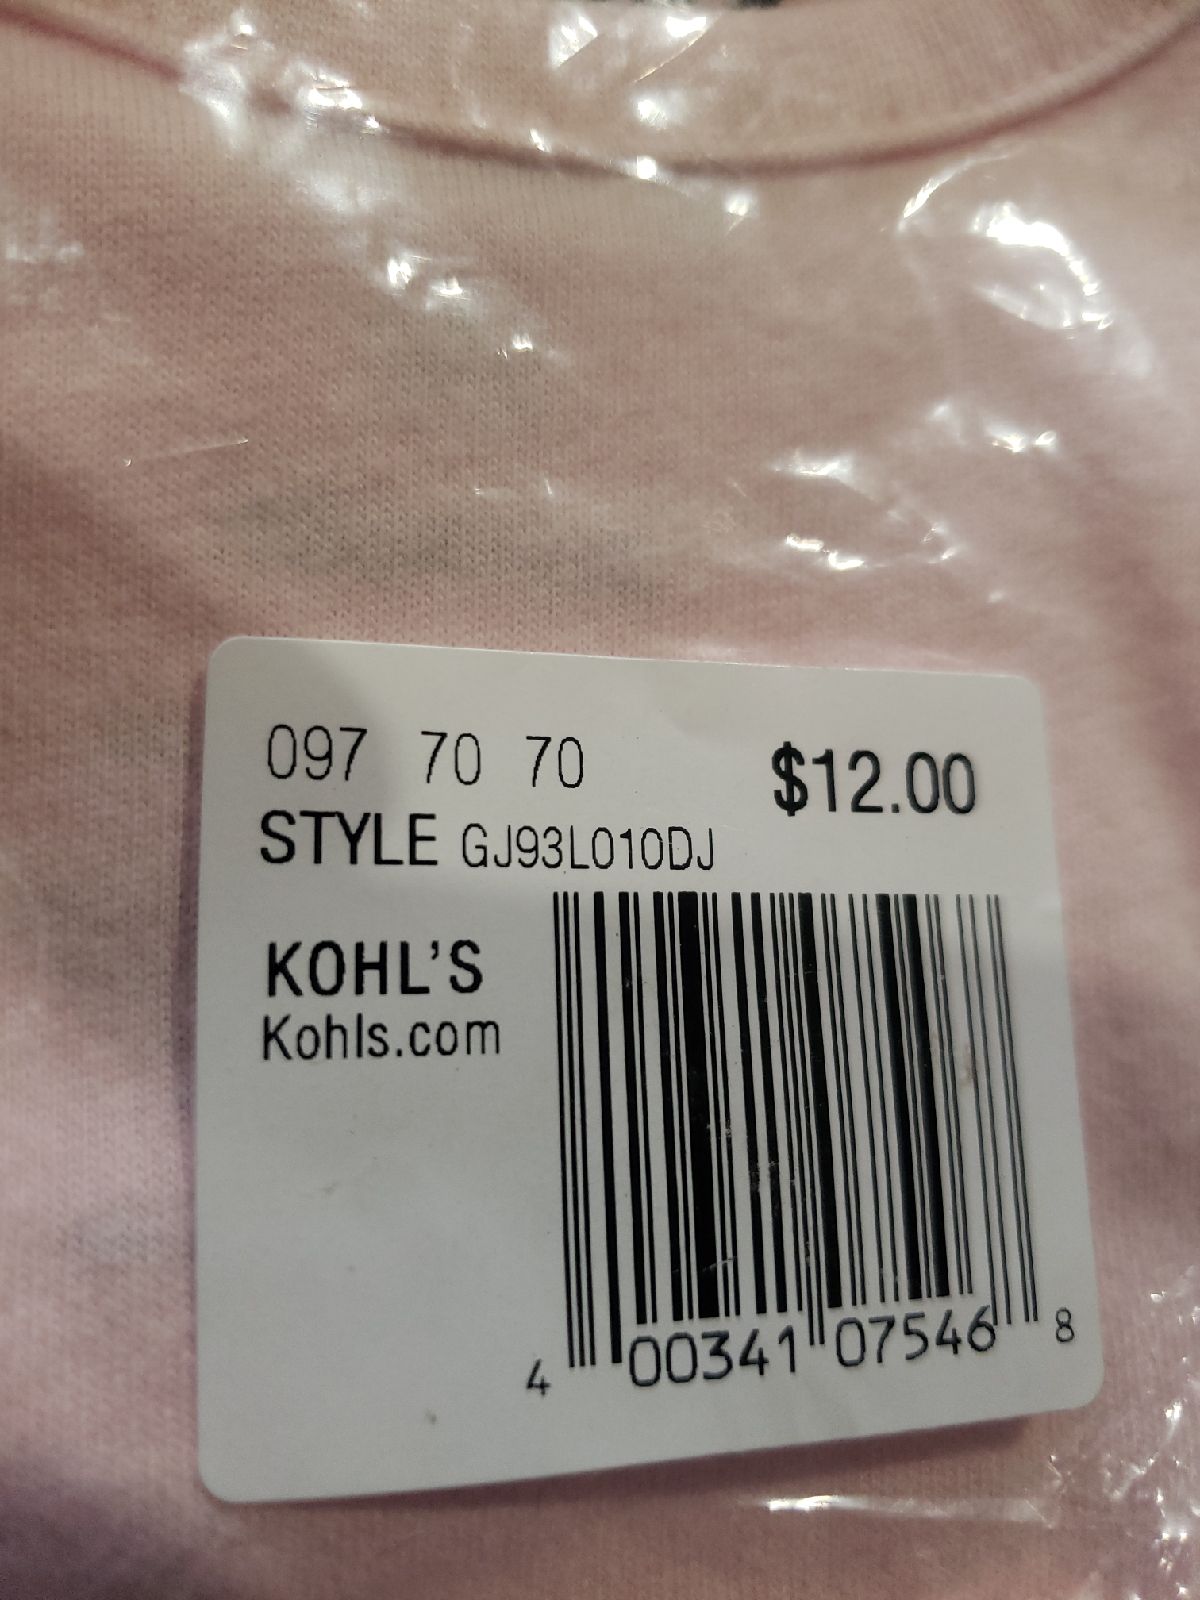 097 70 70 $12.00
STYLE GJ93L010DJ
KOHL'S
Kohls.com
4 00341 07546 8